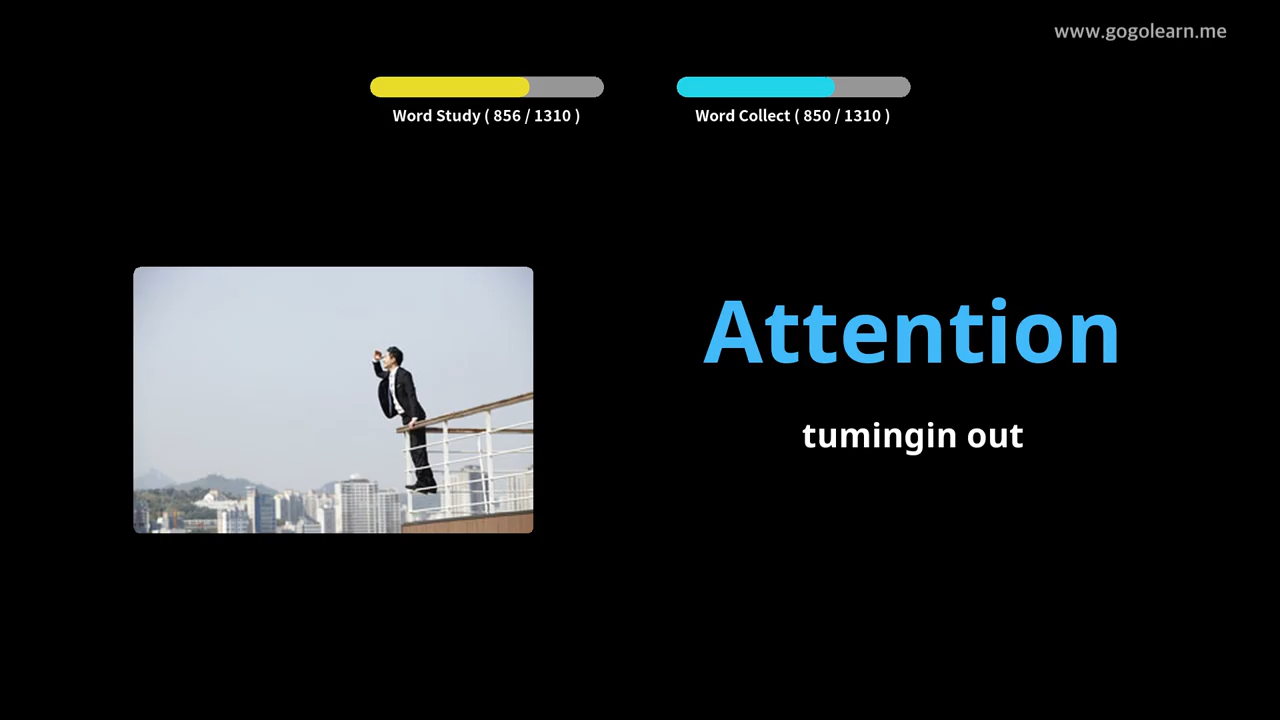 www.gogolearn.me
Word Study ( 856 / 1310 )
Word Collect ( 850 / 1310 )
Attention
tumingin out